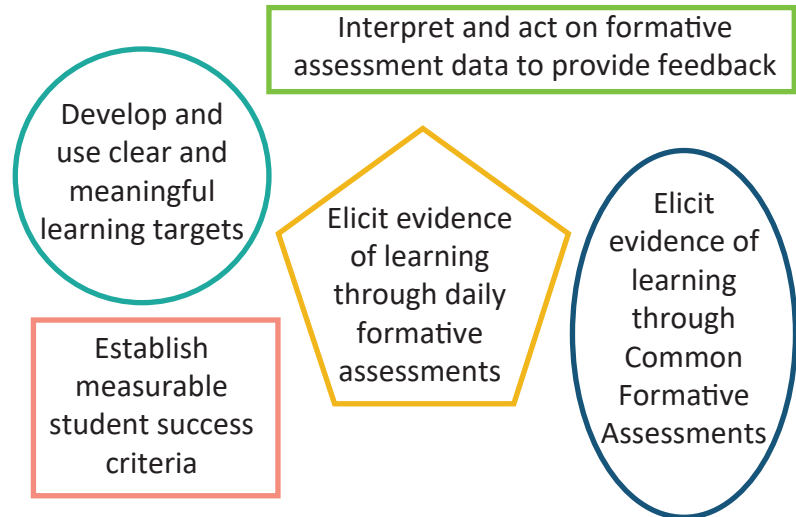 Interpret and act on formative
assessment data to provide feedback
Develop and
use clear and
meaningful
learning targets
Elicit evidence
of learning
through daily
formative
assessments
Elicit
evidence of
learning
through
Common
Formative
Assessments
Establish
measurable
student success
criteria